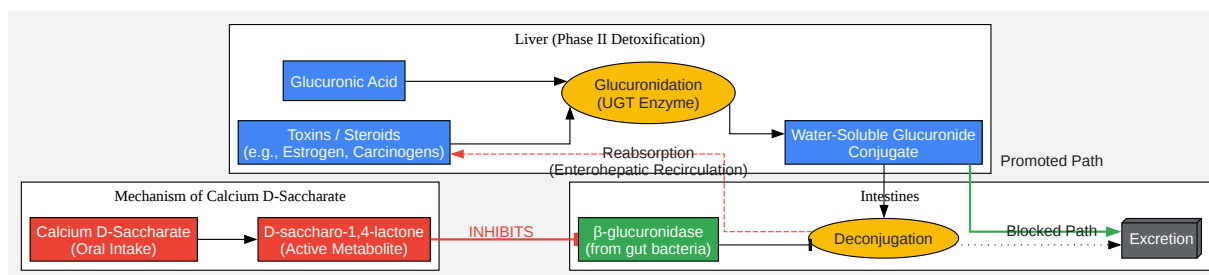 Liver (Phase II Detoxification)
Glucuronic Acid
Glucuronidation
(UGT Enzyme)
Toxins / Steroids
(e.g., Estrogen, Carcinogens)
Water-Soluble Glucuronide
Conjugate
Reabsorption
(Enterohepatic Recirculation)
Promoted Path
Mechanism of Calcium D-Saccharate
Calcium D-Saccharate
(Oral Intake)
D-saccharo-1,4-lactone
(Active Metabolite)
INHIBITS
Intestines
β-glucuronidase
(from gut bacteria)
Deconjugation
Blocked Path
Excretion